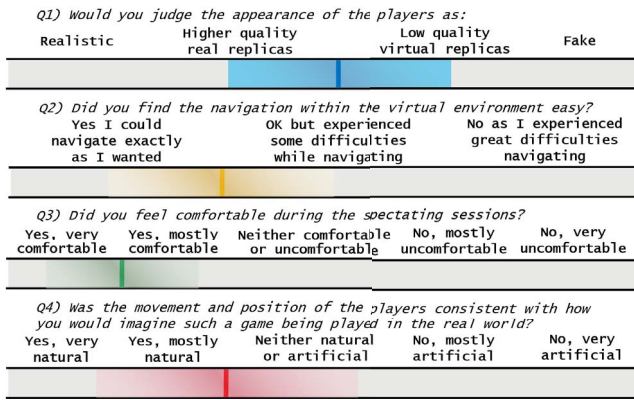 Q1) Would you judge the appearance of the players as:
Realistic Higher quality real replicas Low quality virtual replicas Fake
Q2) Did you find the navigation within the virtual environment easy?
Yes I could navigate exactly as I wanted OK but experienced some difficulties while navigating No as I experienced great difficulties navigating
Q3) Did you feel comfortable during the spectating sessions?
Yes, very comfortable Yes, mostly comfortable Neither comfortable or uncomfortable No, mostly uncomfortable No, very uncomfortable
Q4) Was the movement and position of the players consistent with how
you would imagine such a game being played in the real world?
Yes, very natural Yes, mostly natural Neither natural or artificial No, mostly artificial No, very artificial